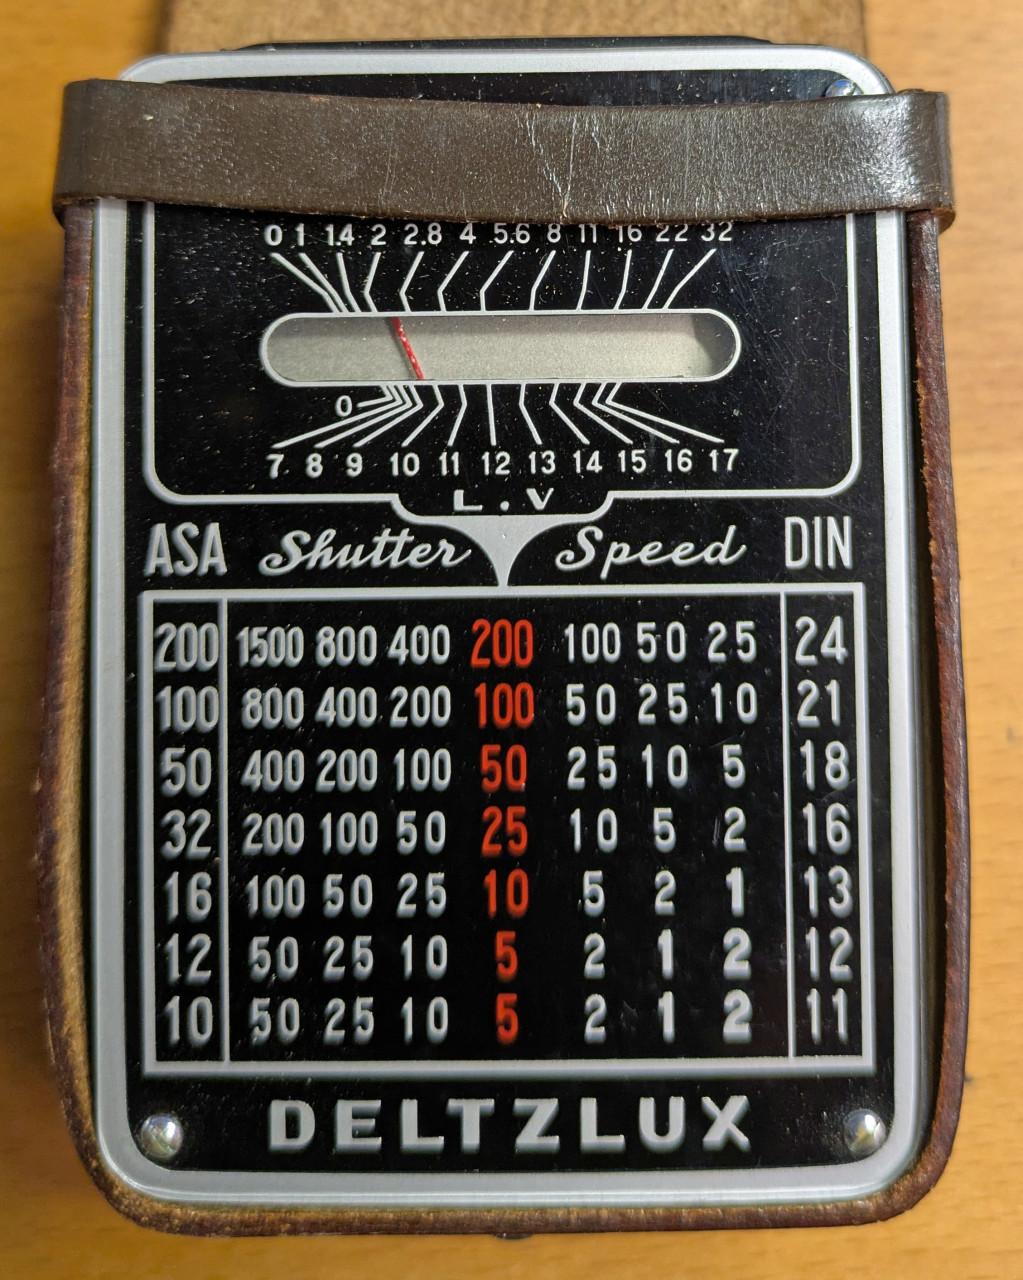 0 1 1.4 2 2.8 4 5.6 8 11 16 22 32
0
7 8 9 10 11 12 13 14 15 16 17
L.V
ASA Shutter Speed DIN
200 1500 800 400 200 100 50 25 24
100 800 400 200 100 50 25 10 21
50 400 200 100 50 25 10 5 18
32 200 100 50 25 10 5 2 16
16 100 50 25 10 5 2 1 13
12 50 25 10 5 2 1 2 12
10 50 25 10 5 2 1 2 11
DELTZLUX